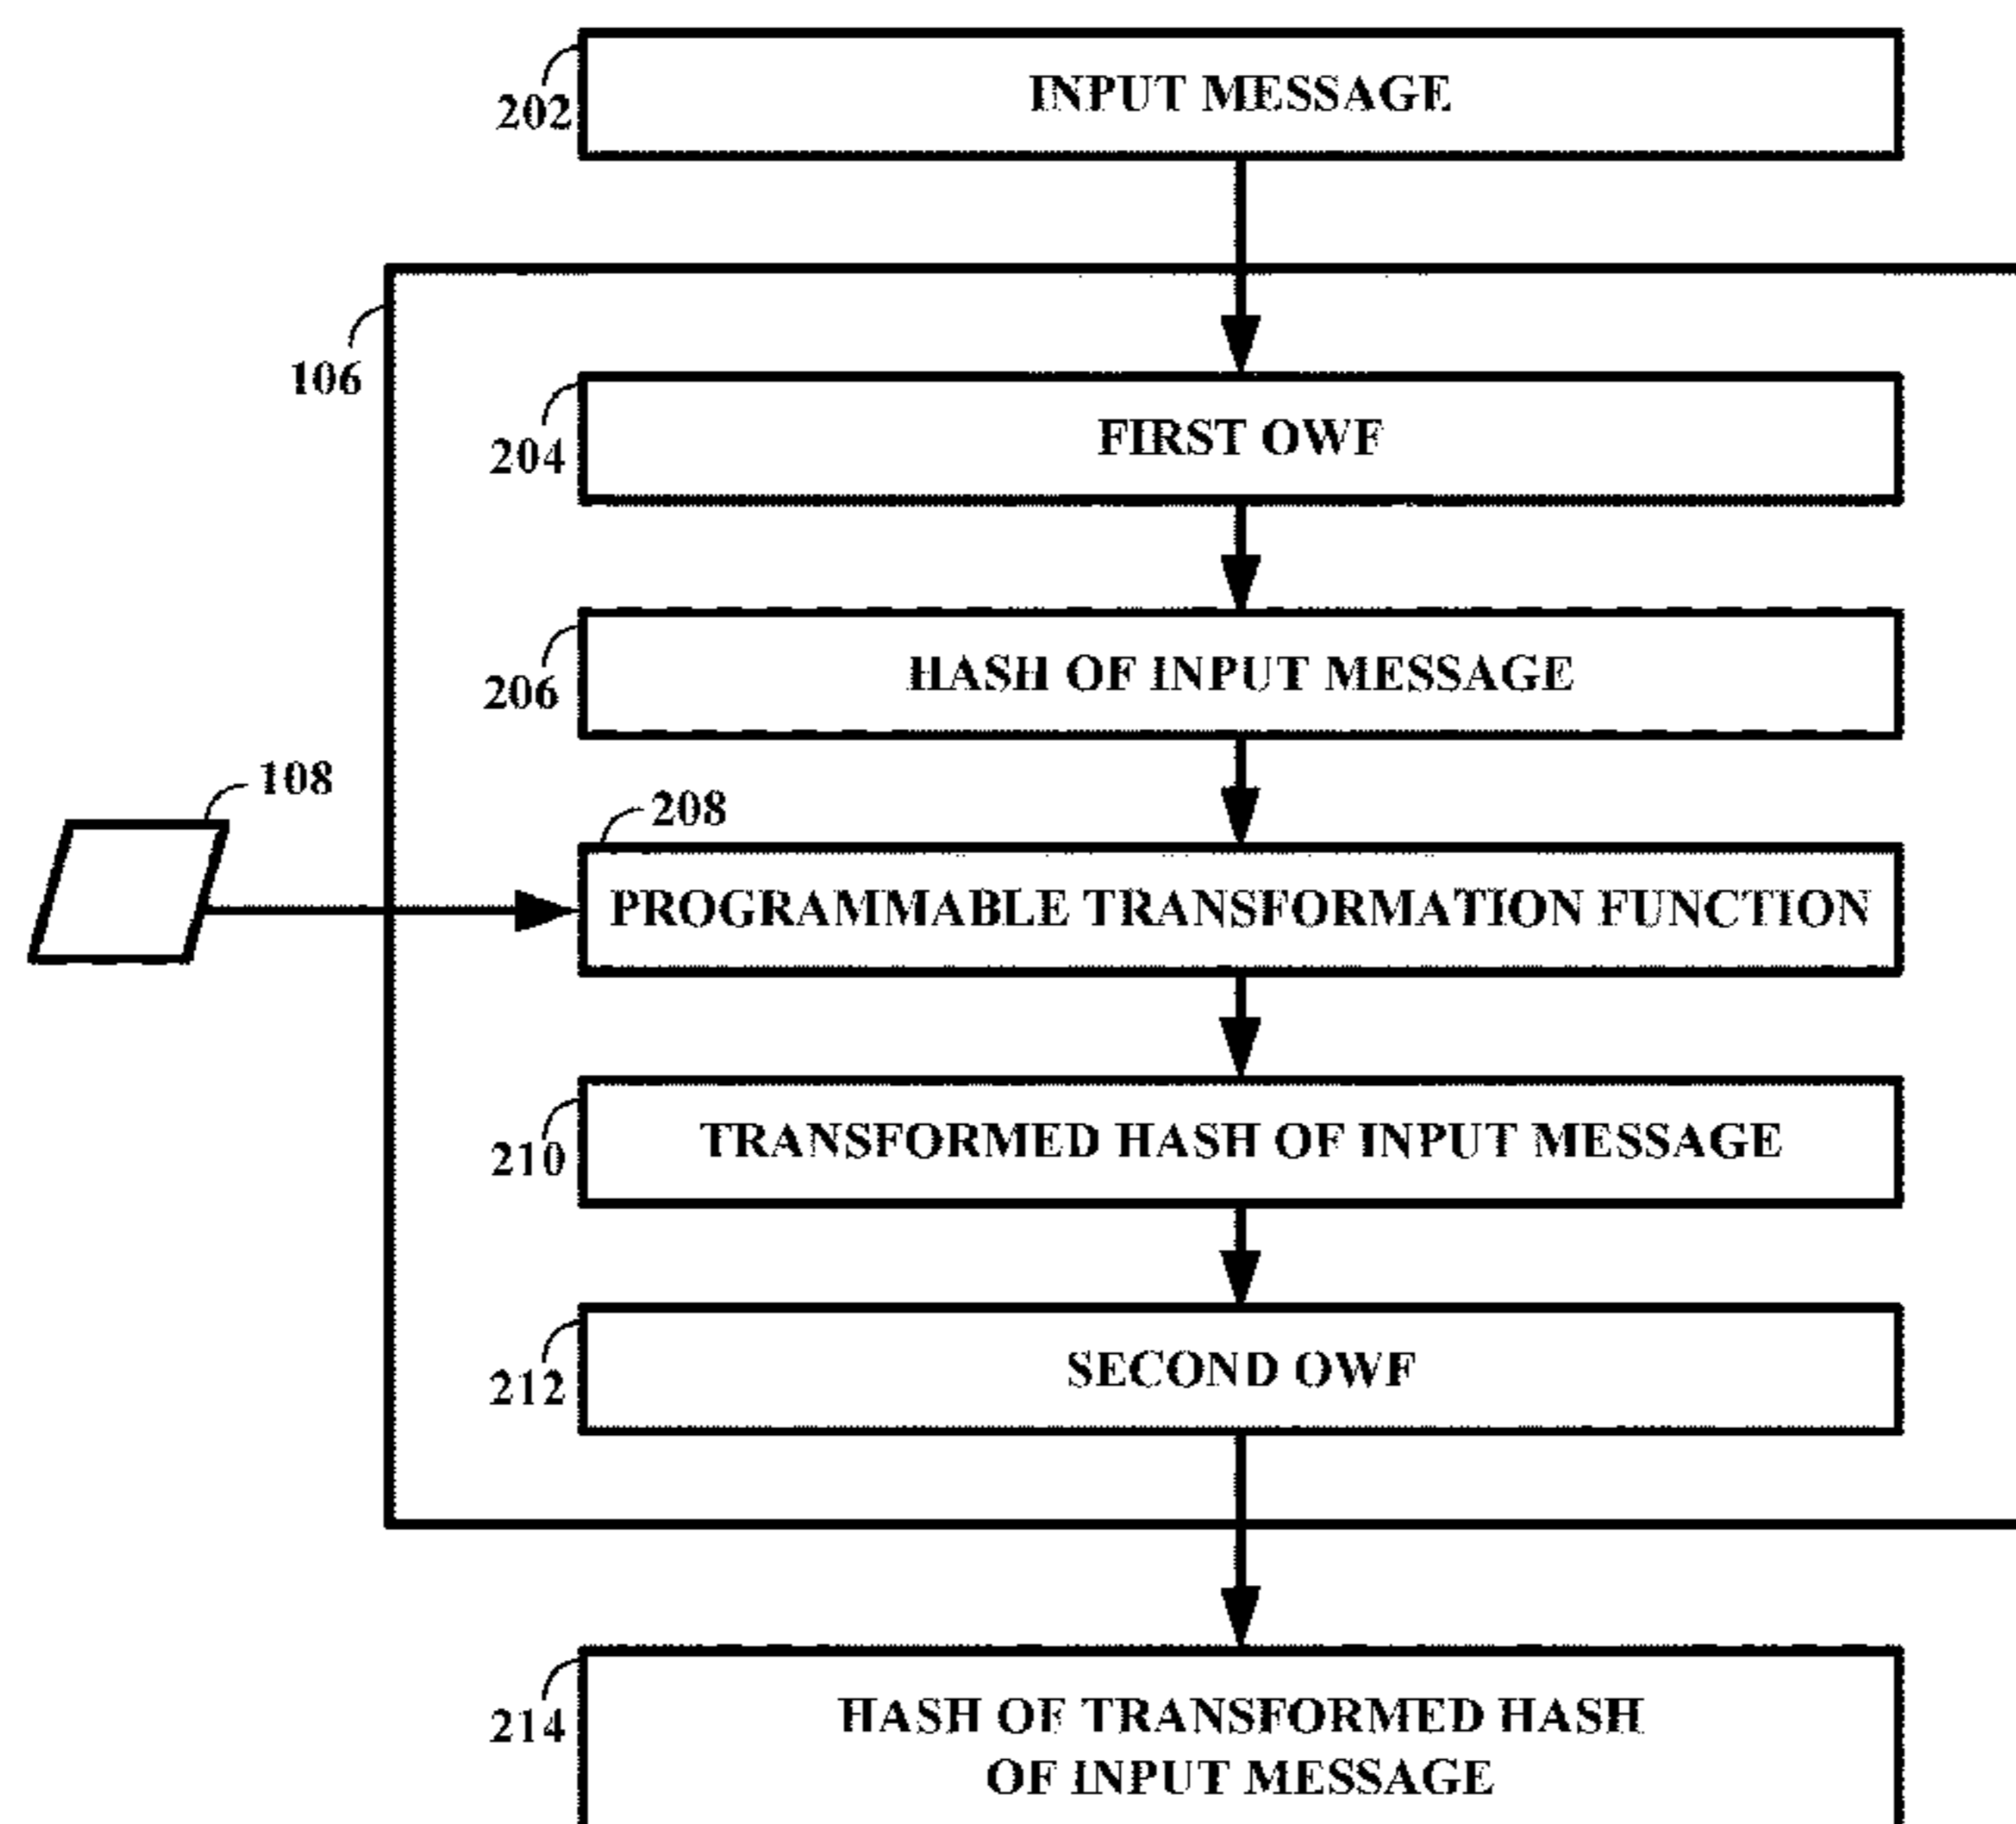 INPUT MESSAGE
202
106
FIRST OWF
204
HASH OF INPUT MESSAGE
206
108
208
PROGRAMMABLE TRANSFORMATION FUNCTION
TRANSFORMED HASH OF INPUT MESSAGE
210
SECOND OWF
212
HASH OF TRANSFORMED HASH
OF INPUT MESSAGE
214